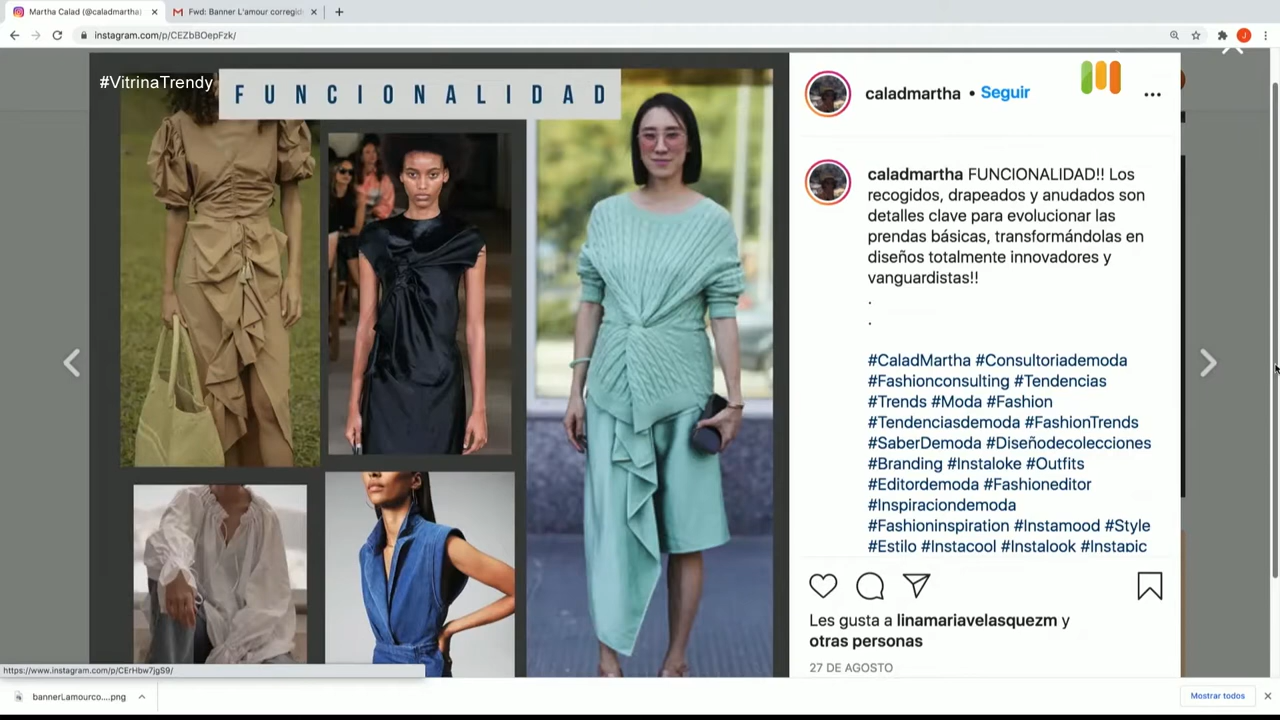 Martha Calad (@caladmartha)
Fwd: Banner L'amour corregid
instagram.com/p/CEZbBOepFzk/
J
#VitrinaTrendy
FUNCIONALIDAD
caladmartha • Seguir
caladmartha FUNCIONALIDAD!! Los
recogidos, drapeados y anudados son
detalles clave para evolucionar las
prendas básicas, transformándolas en
diseños totalmente innovadores y
vanguardistas!!
.
.
#CaladMartha #Consultoriademoda
#Fashionconsulting #Tendencias
#Trends #Moda #Fashion
#Tendenciasdemoda #FashionTrends
#SaberDemoda #Diseñodecolecciones
#Branding #Instaloke #Outfits
#Editordemoda #Fashioneditor
#Inspiraciondemoda
#Fashioninspiration #Instamood #Style
#Estilo #Instacool #Instalook #Instapic
Les gusta a linamariavelasquezm y
otras personas
27 DE AGOSTO
https://www.instagram.com/p/CErHbw7jgS9/
bannerLamourco....png
Mostrar todos